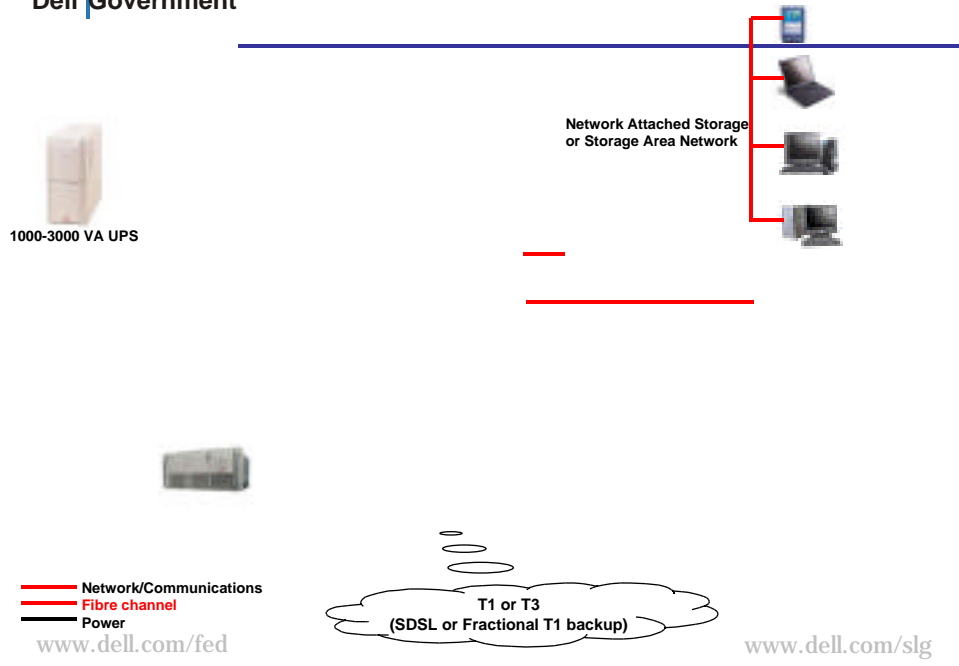 Dell Government
Network Attached Storage
or Storage Area Network
1000-3000 VA UPS
Network/Communications
Fibre channel
Power
T1 or T3
(SDSL or Fractional T1 backup)
www.dell.com/fed
www.dell.com/slg